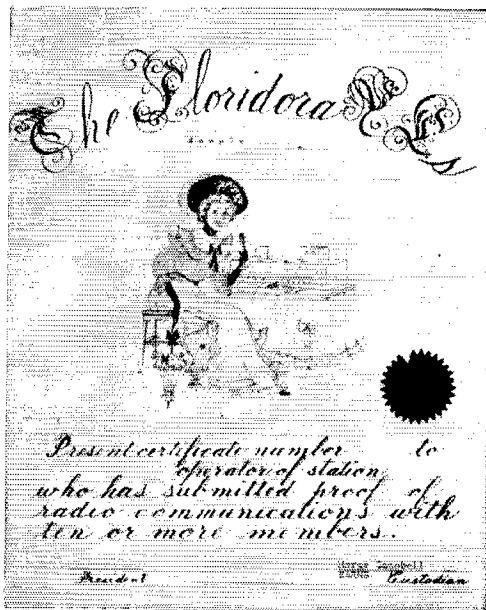 The Floridora YLs
Present certificate number to
operator of station
who has submitted proof of
radio communications with
ten or more members.
President Custodian